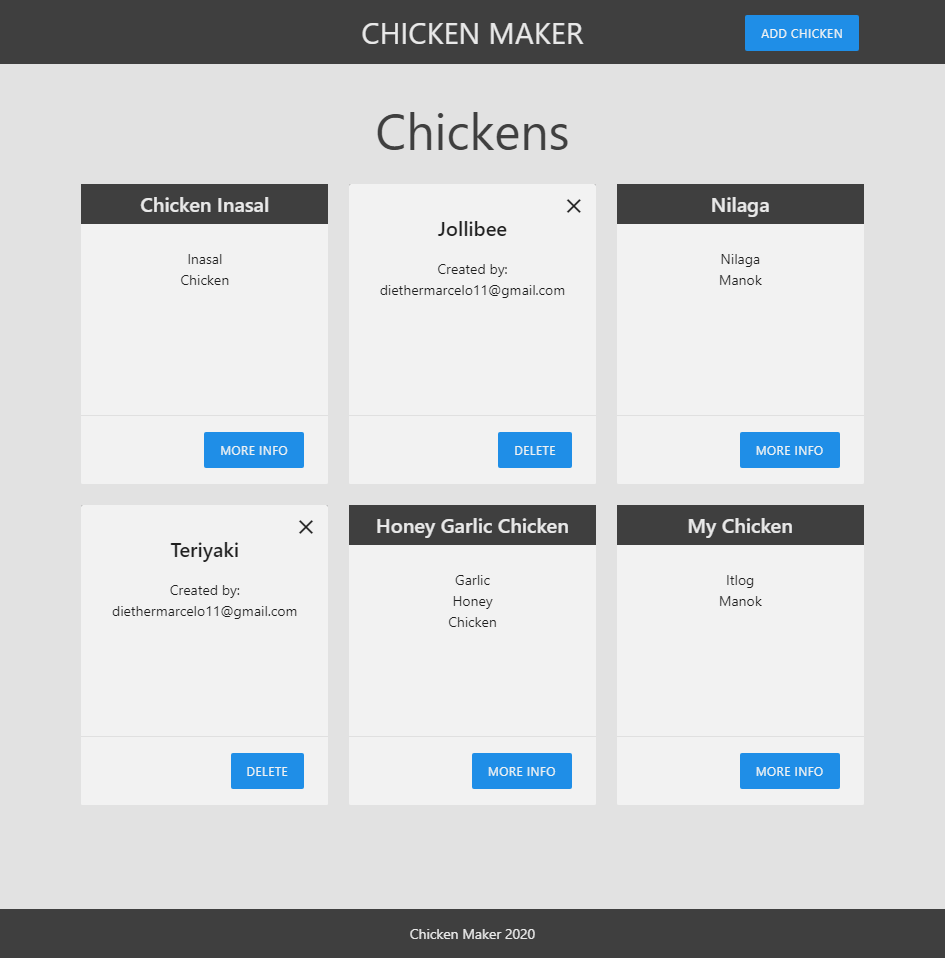 CHICKEN MAKER
ADD CHICKEN
Chickens
Chicken Inasal
Inasal
Chicken
MORE INFO
Jollibee
Created by:
diethermarcelo11@gmail.com
DELETE
Nilaga
Nilaga
Manok
MORE INFO
Teriyaki
Created by:
diethermarcelo11@gmail.com
DELETE
Honey Garlic Chicken
Garlic
Honey
Chicken
MORE INFO
My Chicken
Itlog
Manok
MORE INFO
Chicken Maker 2020